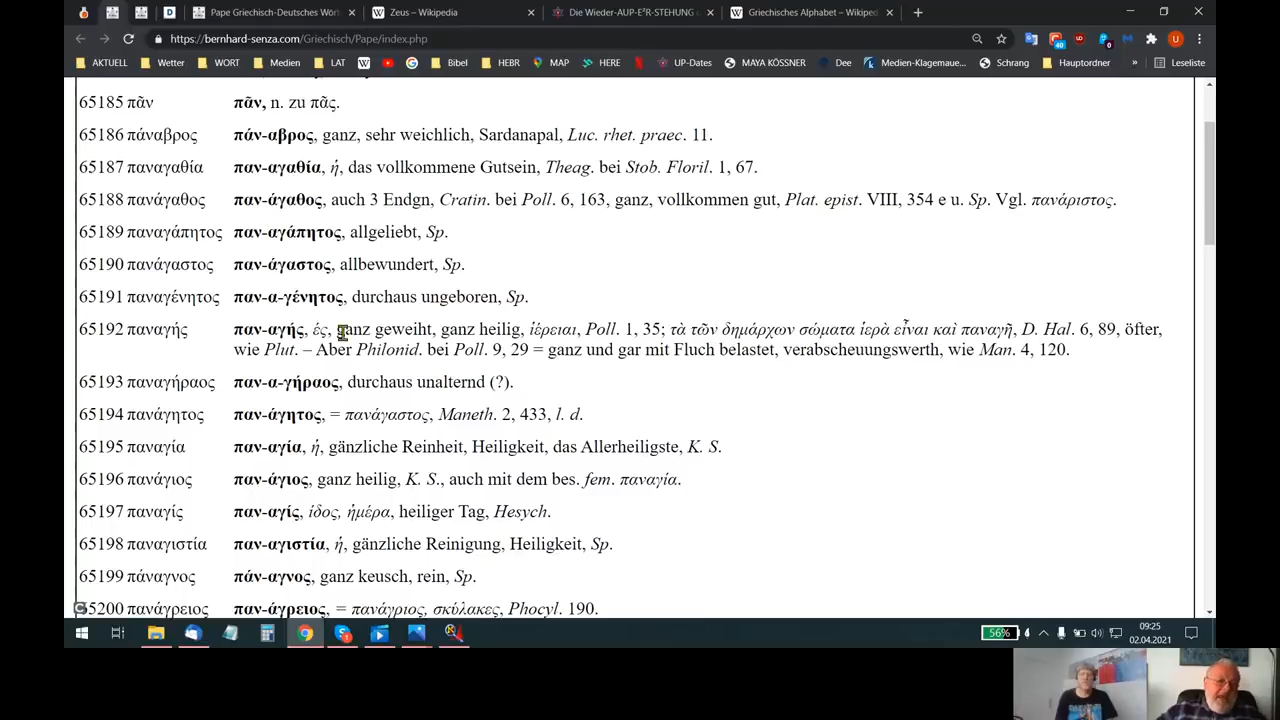 Pape Griechisch-Deutsches Wört
Zeus – Wikipedia
Die Wieder-AUP-E²R-STEHUNG
Griechisches Alphabet – Wikiped
https://bernhard-senza.com/Griechisch/Pape/index.php
AKTUELL Wetter WORT Medien LAT Bibel HEBR MAP HERE UP-Dates MAYA KÖSSNER Dee Medien-Klagemaue... Schrang Hauptordner » Leseliste
65185 πᾶν πᾶν, n. zu πᾶς.
65186 πάναβρος πάν-αβρος, ganz, sehr weichlich, Sardanapal, Luc. rhet. praec. 11.
65187 παναγαθία παν-αγαθία, ἡ, das vollkommene Gutsein, Theag. bei Stob. Floril. 1, 67.
65188 πανάγαθος παν-άγαθος, auch 3 Endgn, Cratin. bei Poll. 6, 163, ganz, vollkommen gut, Plat. epist. VIII, 354 e u. Sp. Vgl. πανάριστος.
65189 παναγάπητος παν-αγάπητος, allgeliebt, Sp.
65190 πανάγαστος παν-άγαστος, allbewundert, Sp.
65191 παναγένητος παν-α-γένητος, durchaus ungeboren, Sp.
65192 παναγής παν-αγής, ές, ganz geweiht, ganz heilig, ἱέρειαι, Poll. 1, 35; τὰ τῶν δημάρχων σώματα ἱερὰ εἶναι καὶ παναγῆ, D. Hal. 6, 89, öfter,
wie Plut. – Aber Philonid. bei Poll. 9, 29 = ganz und gar mit Fluch belastet, verabscheuungswerth, wie Man. 4, 120.
65193 παναγήραος παν-α-γήραος, durchaus unalternd (?).
65194 πανάγητος παν-άγητος, = πανάγαστος, Maneth. 2, 433, l. d.
65195 παναγία παν-αγία, ἡ, gänzliche Reinheit, Heiligkeit, das Allerheiligste, K. S.
65196 πανάγιος παν-άγιος, ganz heilig, K. S., auch mit dem bes. fem. παναγία.
65197 παναγίς παν-αγίς, ίδος, ἡμέρα, heiliger Tag, Hesych.
65198 παναγιστία παν-αγιστία, ἡ, gänzliche Reinigung, Heiligkeit, Sp.
65199 πάναγνος πάν-αγνος, ganz keusch, rein, Sp.
65200 πανάγρειος παν-άγρειος, = πανάγριος, σκύλακες, Phocyl. 190.
56%
09:25
02.04.2021